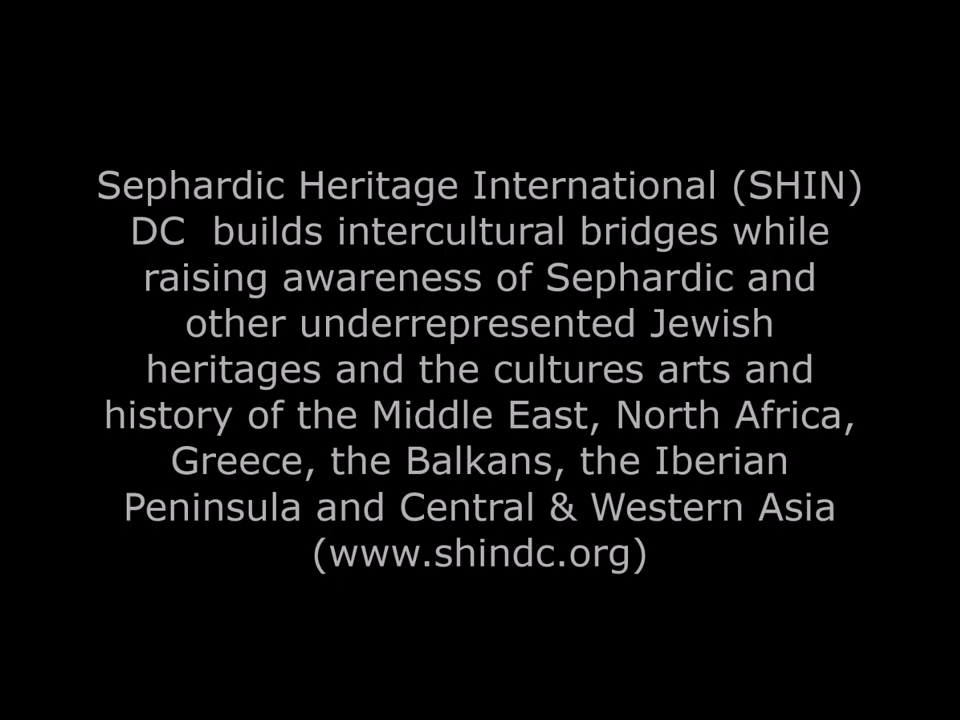 Sephardic Heritage International (SHIN)
DC  builds intercultural bridges while
raising awareness of Sephardic and
other underrepresented Jewish
heritages and the cultures arts and
history of the Middle East, North Africa,
Greece, the Balkans, the Iberian
Peninsula and Central & Western Asia
(www.shindc.org)